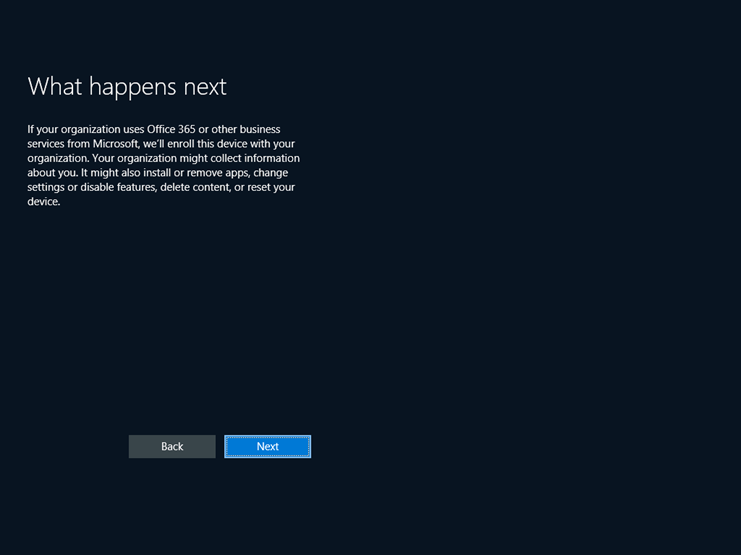 What happens next
If your organization uses Office 365 or other business
services from Microsoft, we'll enroll this device with your
organization. Your organization might collect information
about you. It might also install or remove apps, change
settings or disable features, delete content, or reset your
device.
Back
Next